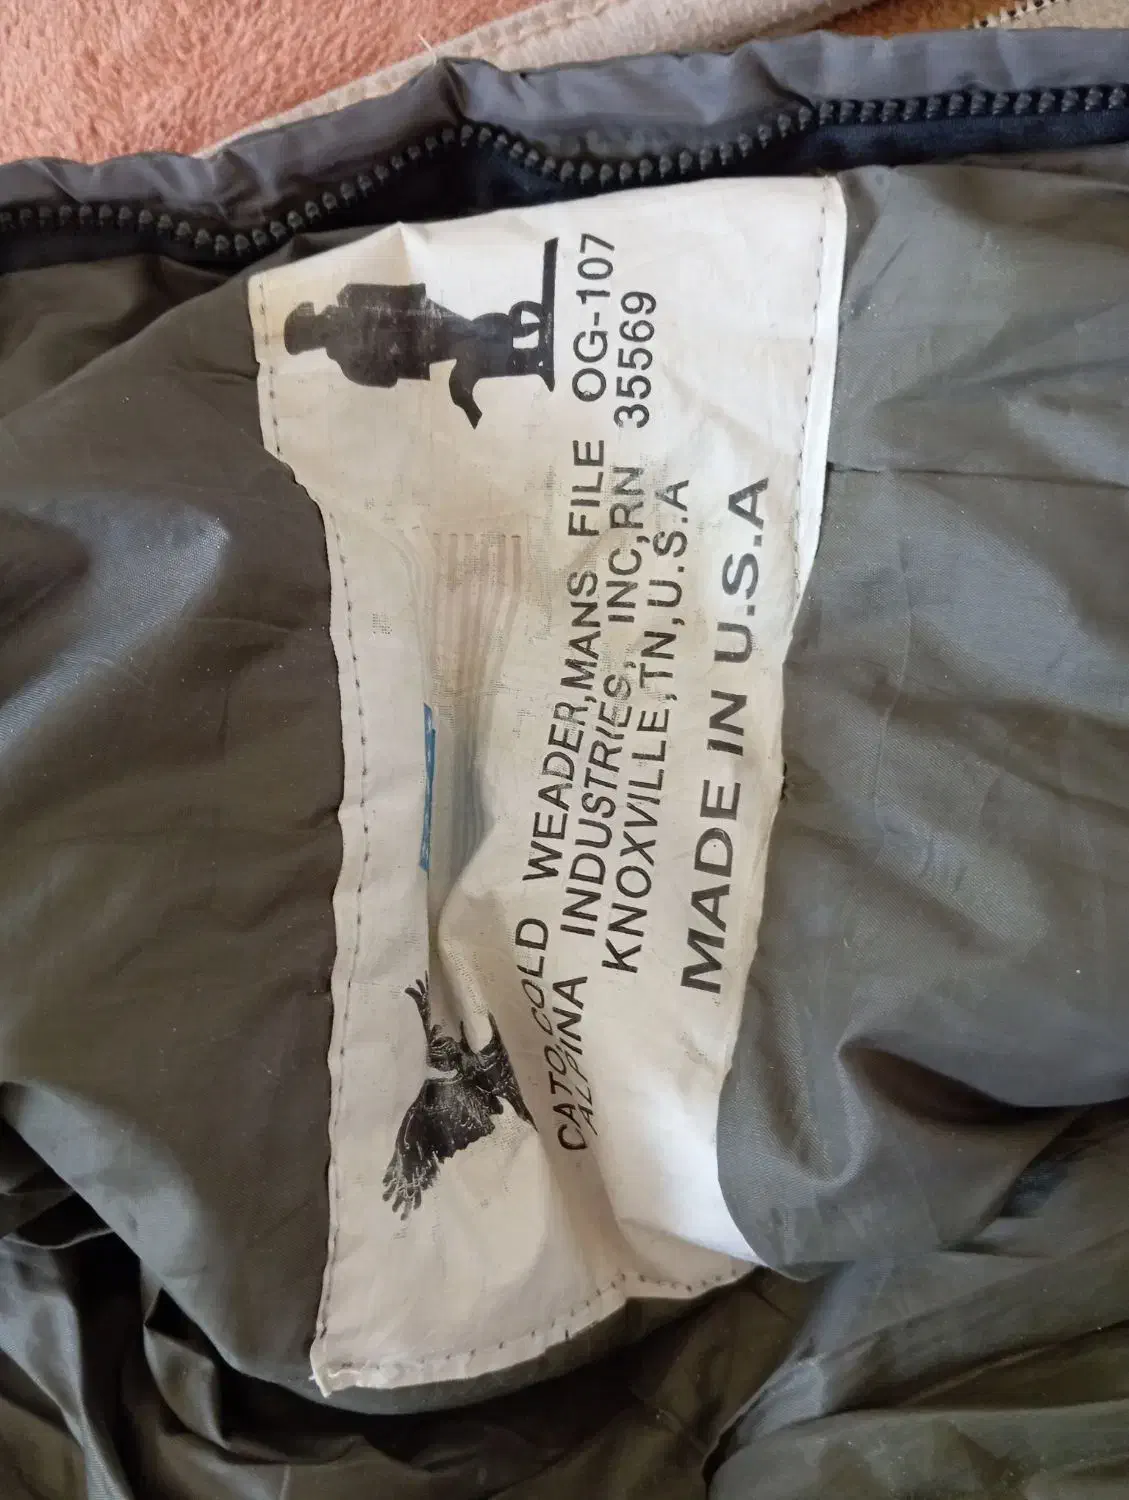 CATO,COLD WEADER,MANS FILE OG-107
ALPINA INDUSTRIES, INC,RN 35569
KNOXVILLE,TN,U.S.A
MADE IN U.S.A